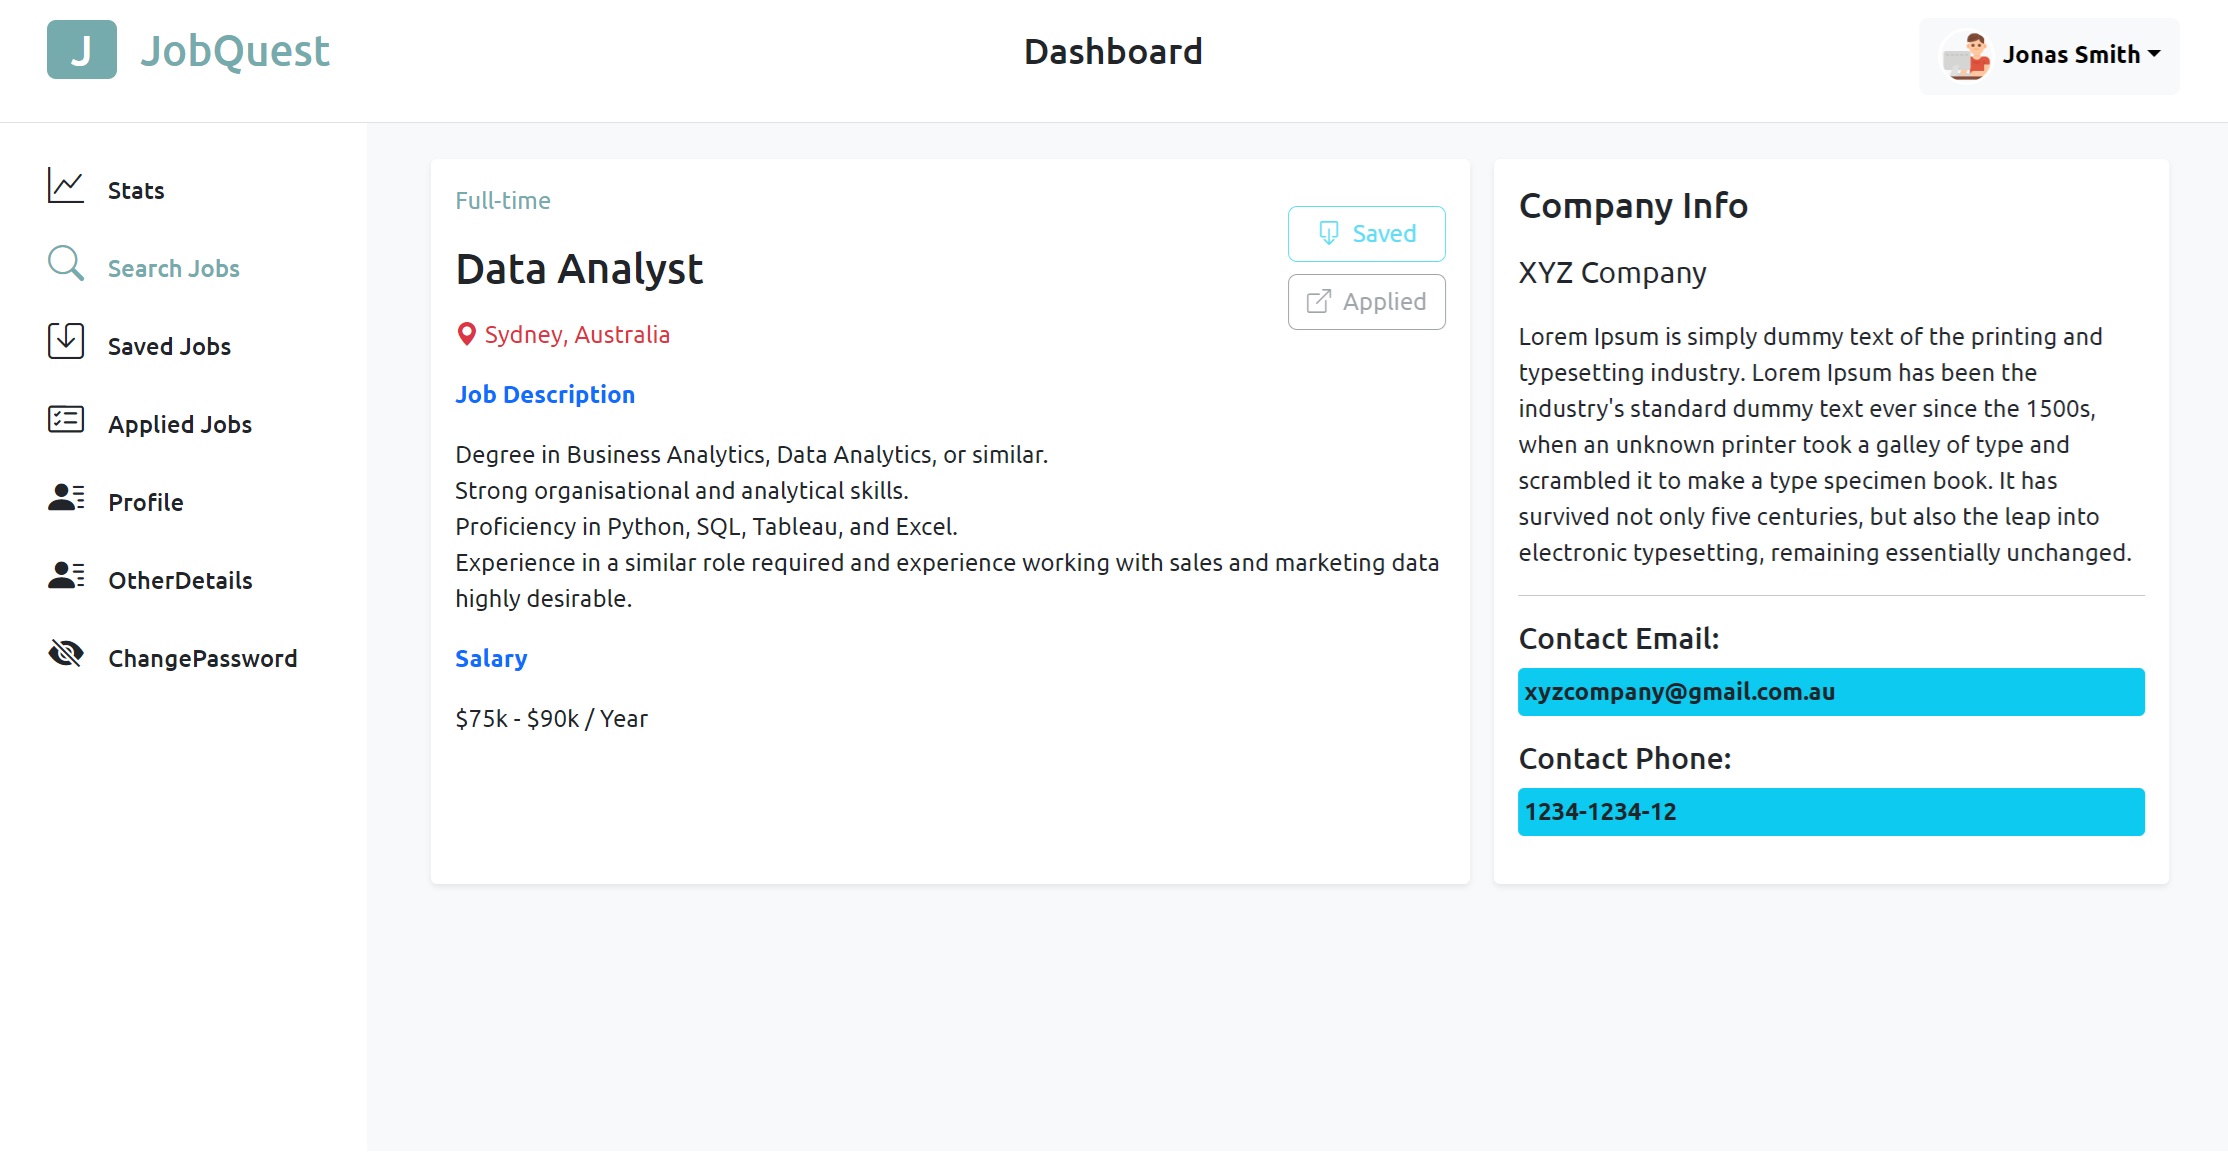 J JobQuest
Dashboard
Jonas Smith
Stats
Search Jobs
Saved Jobs
Applied Jobs
Profile
OtherDetails
ChangePassword
Full-time
Saved
Data Analyst
Applied
Sydney, Australia
Job Description
Degree in Business Analytics, Data Analytics, or similar.
Strong organisational and analytical skills.
Proficiency in Python, SQL, Tableau, and Excel.
Experience in a similar role required and experience working with sales and marketing data
highly desirable.
Salary
$75k - $90k / Year
Company Info
XYZ Company
Lorem Ipsum is simply dummy text of the printing and
typesetting industry. Lorem Ipsum has been the
industry's standard dummy text ever since the 1500s,
when an unknown printer took a galley of type and
scrambled it to make a type specimen book. It has
survived not only five centuries, but also the leap into
electronic typesetting, remaining essentially unchanged.
Contact Email:
xyzcompany@gmail.com.au
Contact Phone:
1234-1234-12